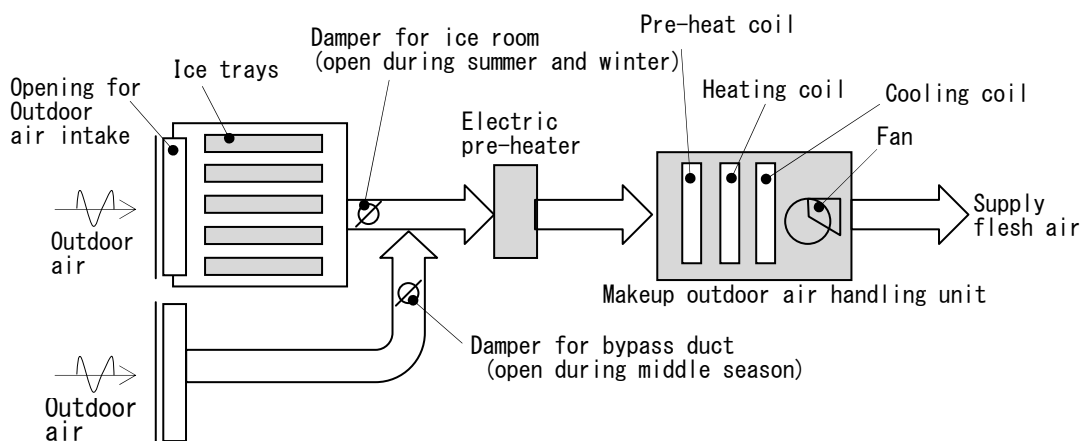 Pre-heat coil
Damper for ice room
(open during summer and winter)
Ice trays
Opening for
Outdoor
air intake
Heating coil
Cooling coil
Electric
pre-heater
Fan
Outdoor
air
Supply
flesh air
Makeup outdoor air handling unit
Damper for bypass duct
(open during middle season)
Outdoor
air